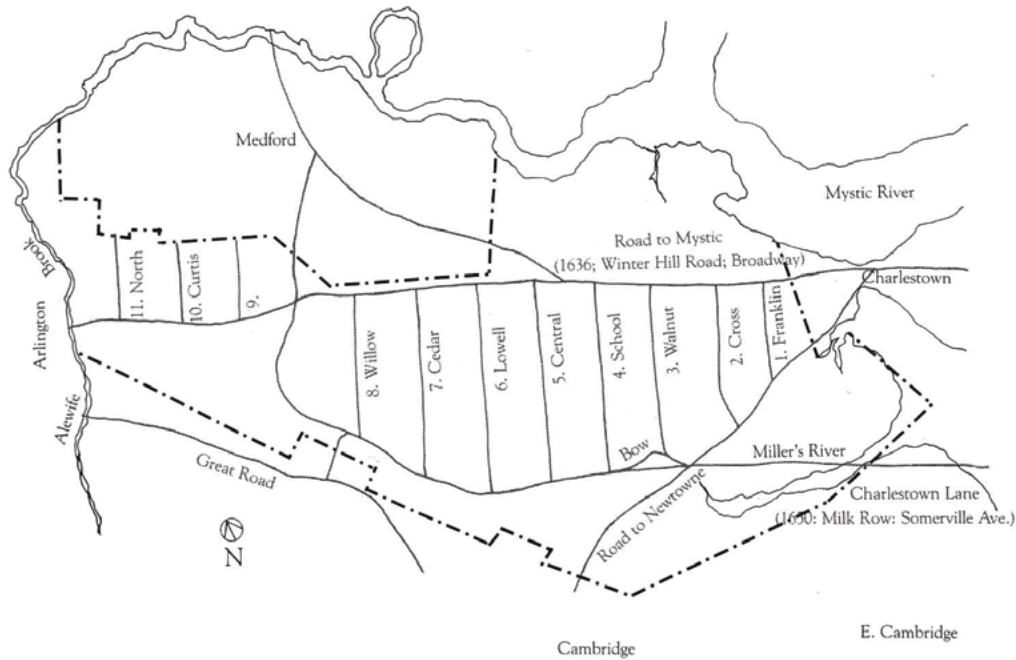 Medford
Mystic River
Road to Mystic
(1636; Winter Hill Road; Broadway)
Charlestown
Brook
Arlington
Alewife
11. North
10. Curtis
9.
8. Willow
7. Cedar
6. Lowell
5. Central
4. School
3. Walnut
2. Cross
1. Franklin
Bow
Miller's River
Great Road
Road to Newtowne
Charlestown Lane
(1650: Milk Row: Somerville Ave.)
N
Cambridge
E. Cambridge